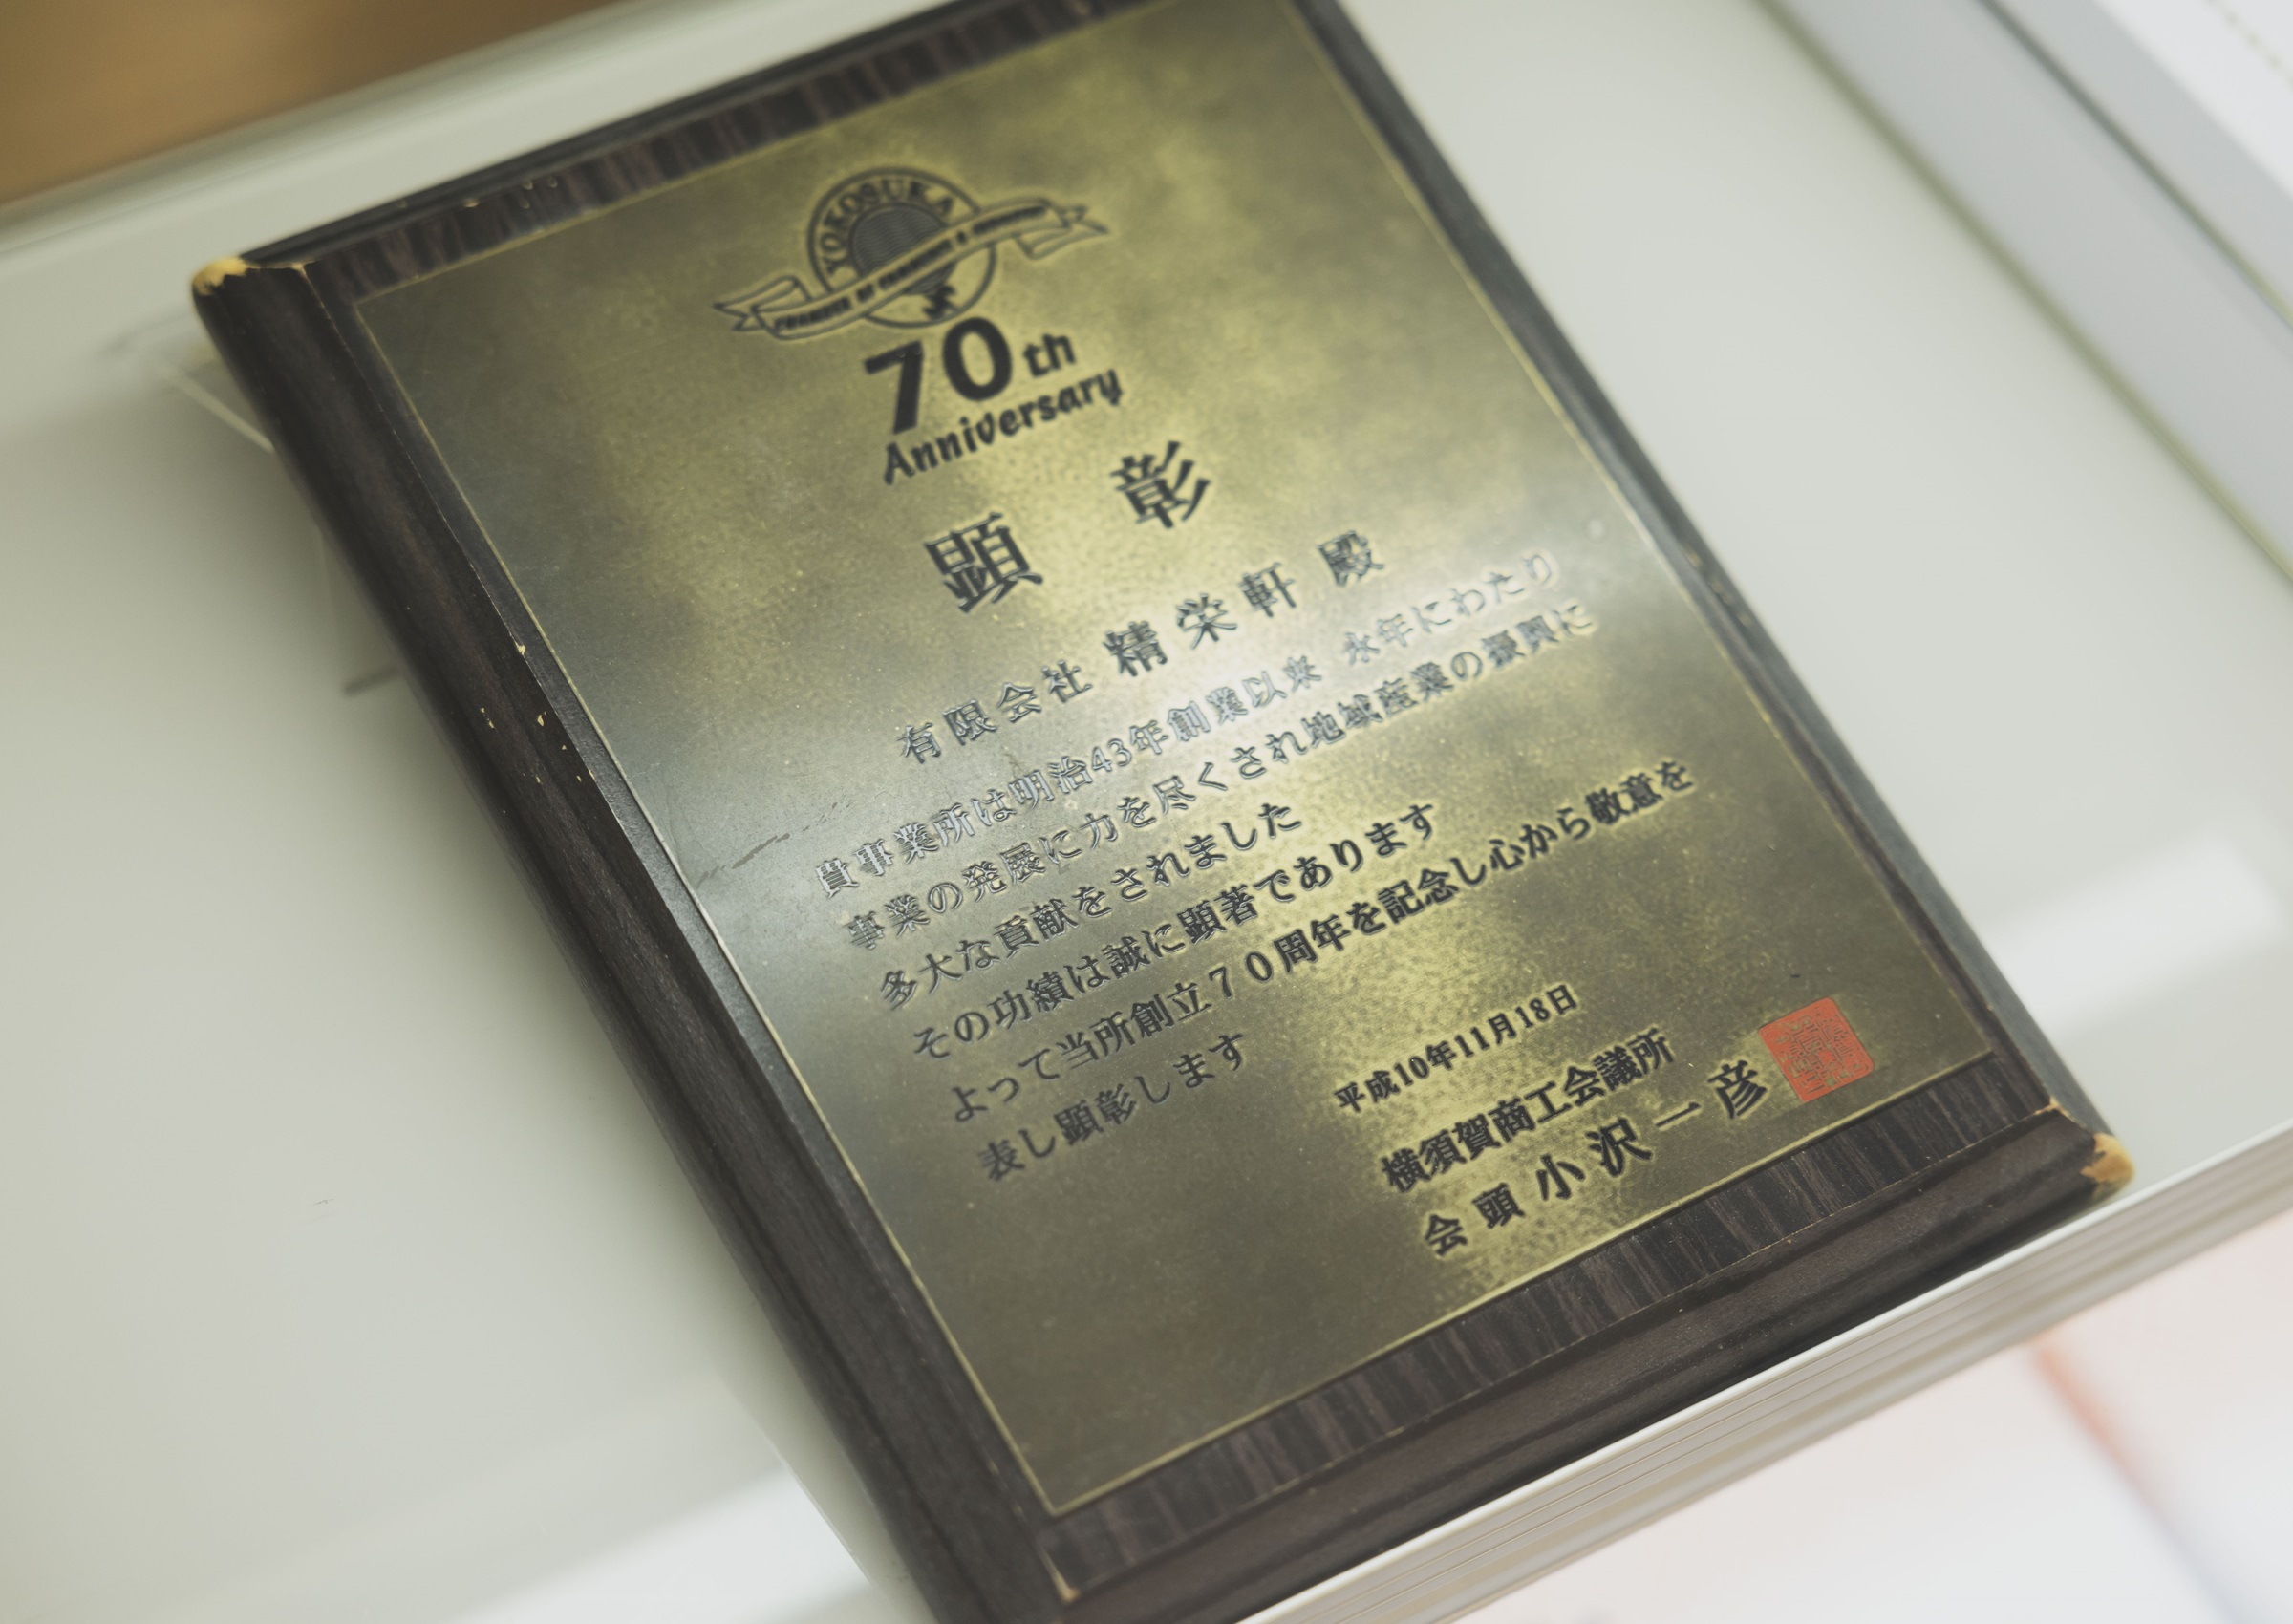 YOKOSUKA
CHAMBER OF COMMERCE & INDUSTRY
70th
Anniversary
顕 彰
有限会社 精栄軒 殿
貴事業所は明治43年創業以来 永年にわたり
事業の発展に力を尽くされ地域産業の振興に
多大な貢献をされました
その功績は誠に顕著であります
よって当所創立70周年を記念し心から敬意を
表し顕彰します
平成10年11月18日
横須賀商工会議所
会頭 小沢一彦